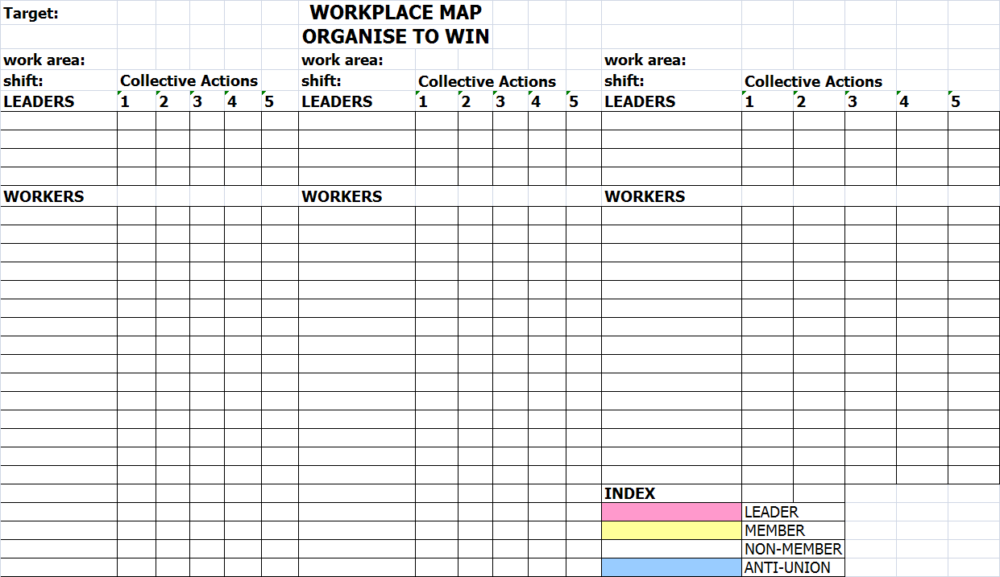 Target:
WORKPLACE MAP
ORGANISE TO WIN
work area: work area: work area:
shift: Collective Actions shift: Collective Actions shift: Collective Actions
LEADERS 1 2 3 4 5 LEADERS 1 2 3 4 5 LEADERS 1 2 3 4 5
WORKERS WORKERS WORKERS
INDEX
LEADER
MEMBER
NON-MEMBER
ANTI-UNION